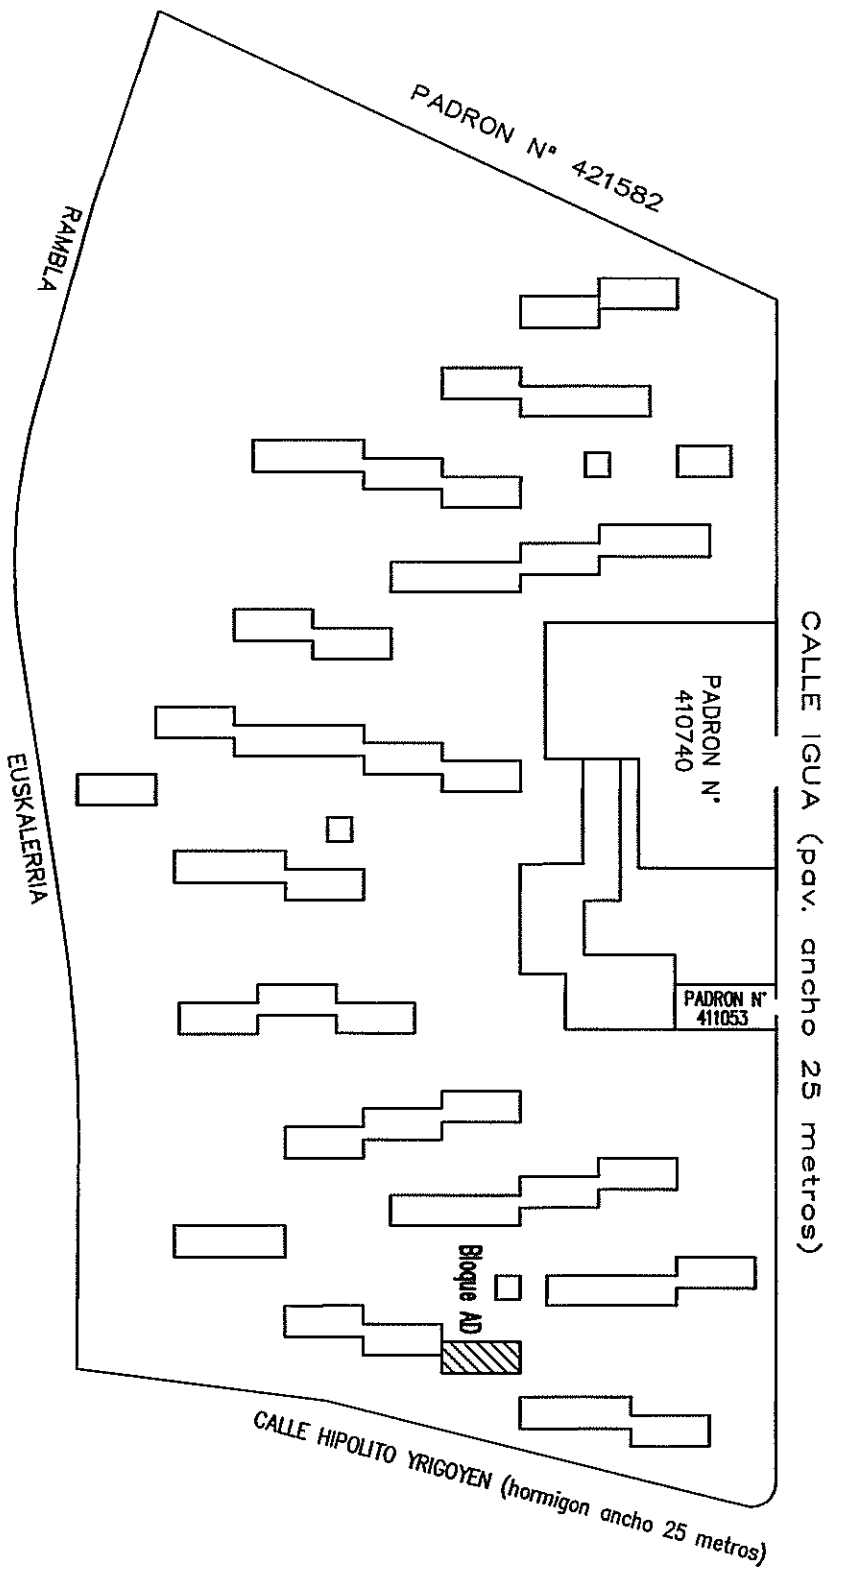 PADRON N° 421582
RAMBLA
EUSKALERRIA
CALLE IGUA (pav. ancho 25 metros)
PADRON N°
410740
PADRON N°
411053
Bloque AD
CALLE HIPOLITO YRIGOYEN (hormigon ancho 25 metros)